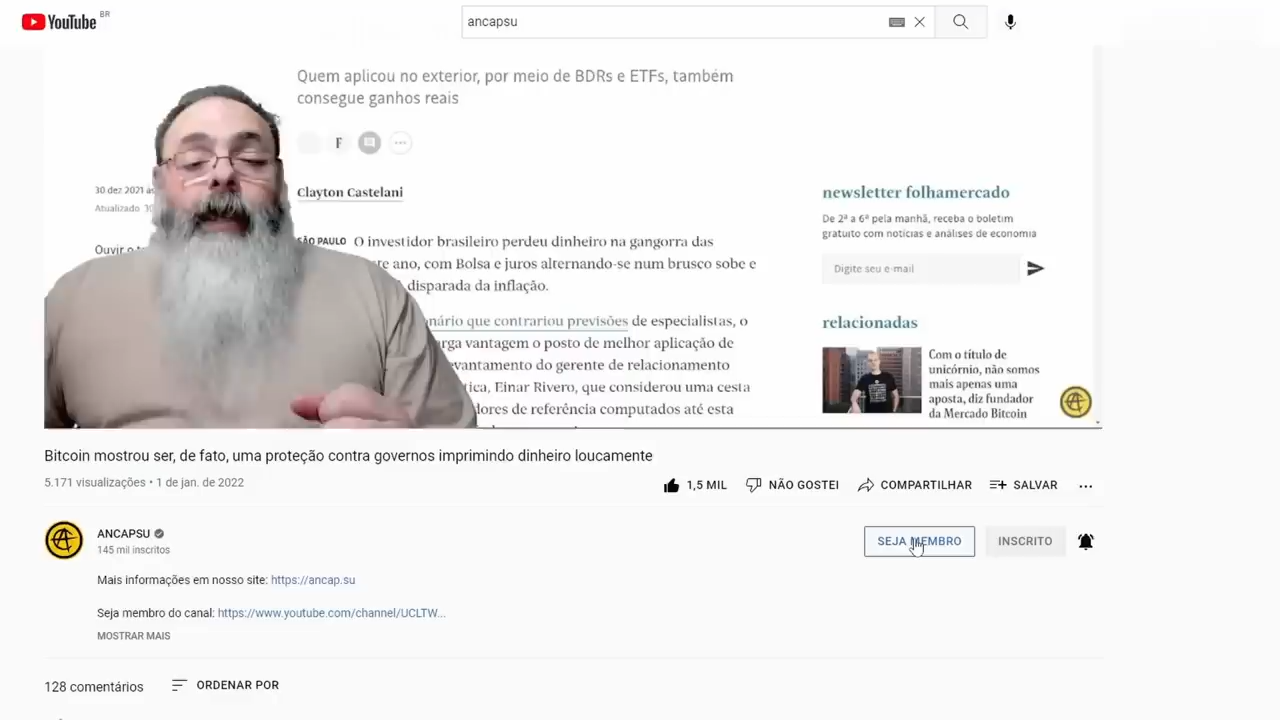 YouTube BR
ancapsu
Quem aplicou no exterior, por meio de BDRs e ETFs, também
consegue ganhos reais
F
30 dez 2021 às
Clayton Castelani
Atualizado 30
Ouvir o
SÃO PAULO O investidor brasileiro perdeu dinheiro na gangorra das
te ano, com Bolsa e juros alternando-se num brusco sobe e
disparada da inflação.
nário que contrariou previsões de especialistas, o
rga vantagem o posto de melhor aplicação de
evantamento do gerente de relacionamento
tica, Einar Rivero, que considerou uma cesta
dores de referência computados até esta
newsletter folhamercado
De 2ª a 6ª pela manhã, receba o boletim
gratuito com notícias e análises de economia
Digite seu e-mail
relacionadas
Com o título de
unicórnio, não somos
mais apenas uma
aposta, diz fundador
da Mercado Bitcoin
Bitcoin mostrou ser, de fato, uma proteção contra governos imprimindo dinheiro loucamente
5.171 visualizações • 1 de jan. de 2022
1,5 MIL NÃO GOSTEI COMPARTILHAR SALVAR
ANCAPSU
145 mil inscritos
SEJA MEMBRO INSCRITO
Mais informações em nosso site: https://ancap.su
Seja membro do canal: https://www.youtube.com/channel/UCLTW...
MOSTRAR MAIS
128 comentários ORDENAR POR